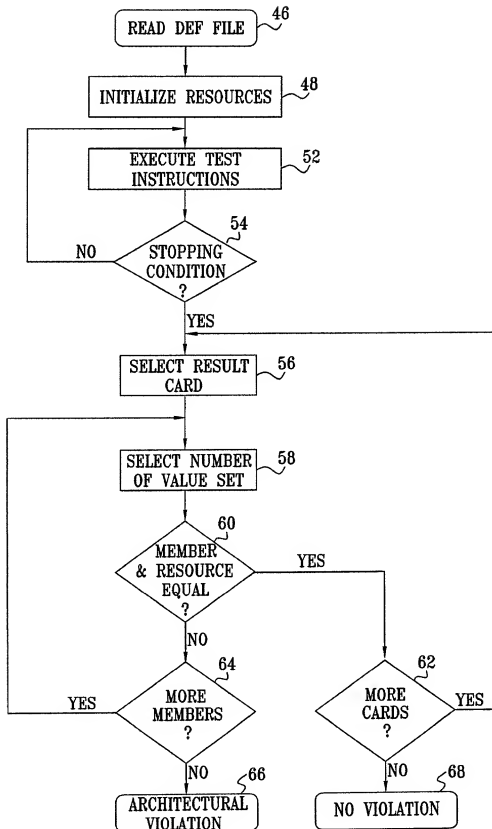 READ DEF FILE
46
INITIALIZE RESOURCES
48
EXECUTE TEST
INSTRUCTIONS
52
STOPPING
CONDITION
?
54
NO
YES
SELECT RESULT
CARD
56
SELECT NUMBER
OF VALUE SET
58
MEMBER
& RESOURCE
EQUAL
?
60
YES
NO
MORE
MEMBERS
?
64
YES
MORE
CARDS
?
62
YES
NO
NO
ARCHITECTURAL
VIOLATION
66
NO VIOLATION
68